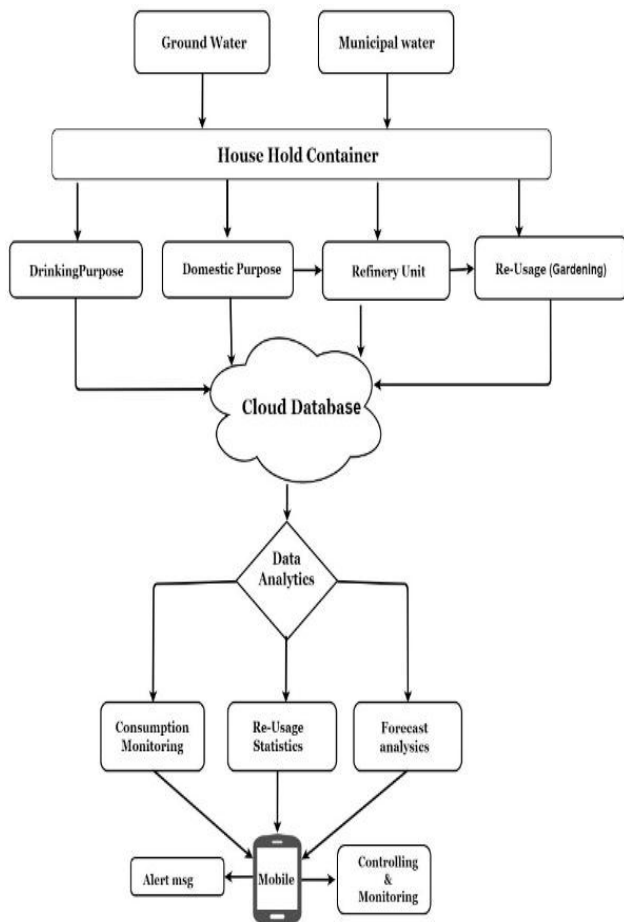 Ground Water
Municipal water
House Hold Container
DrinkingPurpose
Domestic Purpose
Refinery Unit
Re-Usage (Gardening)
Cloud Database
Data
Analytics
Consumption
Monitoring
Re-Usage
Statistics
Forecast
analysics
Alert msg
Mobile
Controlling
&
Monitoring